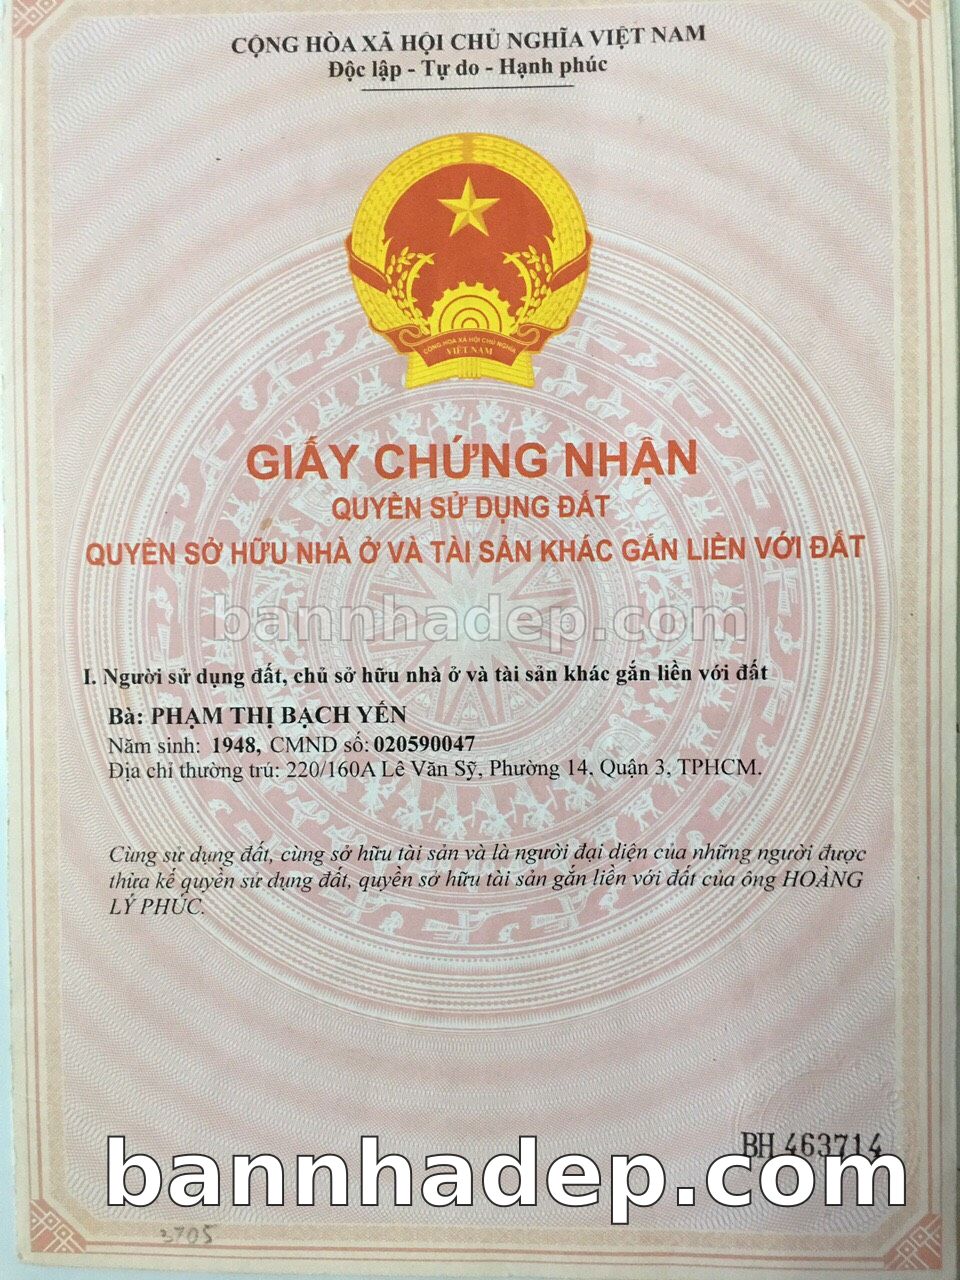 CỘNG HÒA XÃ HỘI CHỦ NGHĨA VIỆT NAM
Độc lập - Tự do - Hạnh phúc
CỘNG HÒA XÃ HỘI CHỦ NGHĨA
VIỆT NAM
GIẤY CHỨNG NHẬN
QUYỀN SỬ DỤNG ĐẤT
QUYỀN SỞ HỮU NHÀ Ở VÀ TÀI SẢN KHÁC GẮN LIỀN VỚI ĐẤT
bannhadep.com
I. Người sử dụng đất, chủ sở hữu nhà ở và tài sản khác gắn liền với đất
Bà: PHẠM THỊ BẠCH YẾN
Năm sinh: 1948, CMND số: 020590047
Địa chỉ thường trú: 220/160A Lê Văn Sỹ, Phường 14, Quận 3, TPHCM.
Cùng sử dụng đất, cùng sở hữu tài sản và là người đại diện của những người được
thừa kế quyền sử dụng đất, quyền sở hữu tài sản gắn liền với đất của ông HOÀNG
LÝ PHÚC.
BH 463714
bannhadep.com
3705